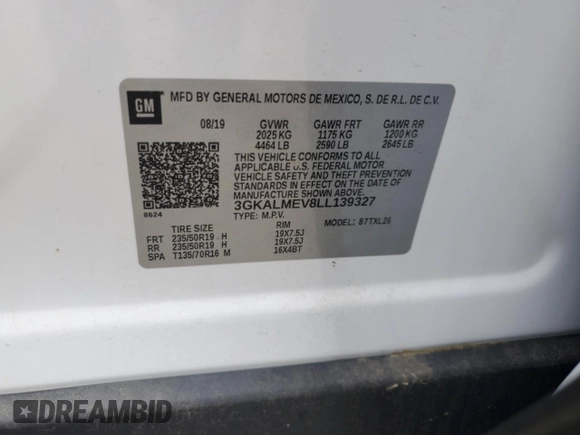 GM
MFD BY GENERAL MOTORS DE MEXICO, S. DE R.L. DE C.V.
08/19 GVWR GAWR FRT GAWR RR
2025 KG 1175 KG 1200 KG
4464 LB 2590 LB 2645 LB
THIS VEHICLE CONFORMS TO ALL
APPLICABLE U.S. FEDERAL MOTOR
VEHICLE SAFETY AND THEFT
PREVENTION STANDARDS IN EFFECT ON
THE DATE OF MANUFACTURE SHOWN ABOVE.
3GKALMEV8LL139327
TYPE: M.P.V. MODEL: 87TXL26
8624
TIRE SIZE RIM
FRT 235/50R19 H 19X7.5J
RR 235/50R19 H 19X7.5J
SPA T135/70R16 M 16X4BT
DREAMBID